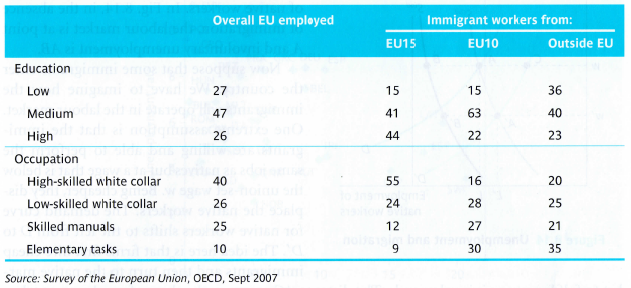 Overall EU employed Immigrant workers from:
EU15 EU10 Outside EU
Education
Low 27 15 15 36
Medium 47 41 63 40
High 26 44 22 23
Occupation
High-skilled white collar 40 55 16 20
Low-skilled white collar 26 24 28 25
Skilled manuals 25 12 27 21
Elementary tasks 10 9 30 35
Source: Survey of the European Union, OECD, Sept 2007